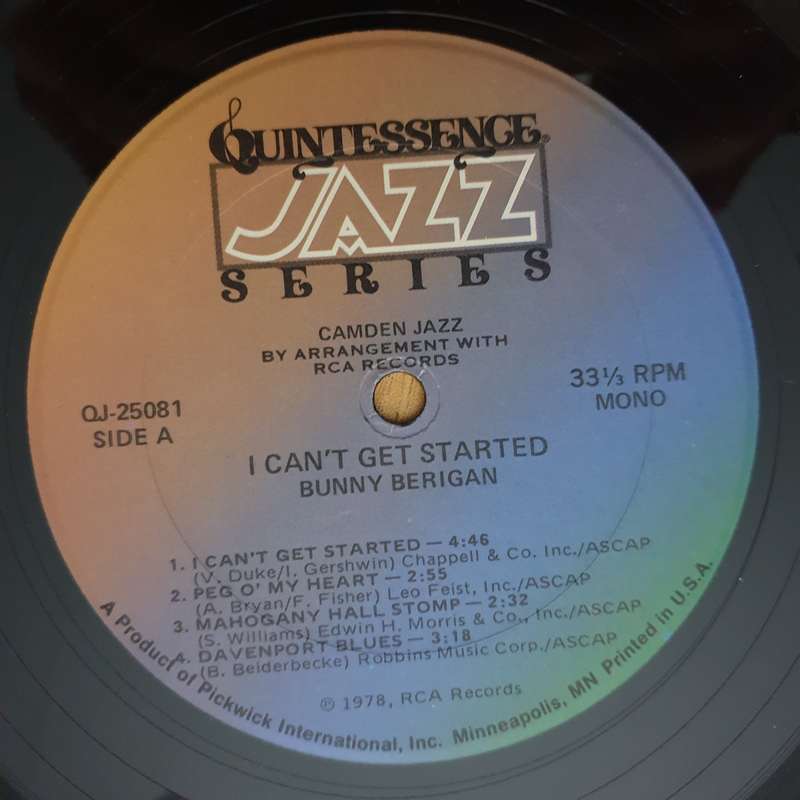 QUINTESSENCE®
JAZZ
SERIES
CAMDEN JAZZ
BY ARRANGEMENT WITH
RCA RECORDS
QJ-25081
SIDE A
33⅓ RPM
MONO
I CAN'T GET STARTED
BUNNY BERIGAN
1. I CAN'T GET STARTED — 4:46
(V. Duke/I. Gershwin) Chappell & Co. Inc./ASCAP
2. PEG O' MY HEART — 2:55
(A. Bryan/F. Fisher) Leo Feist, Inc./ASCAP
3. MAHOGANY HALL STOMP — 2:32
(S. Williams) Edwin H. Morris & Co., Inc./ASCAP
4. DAVENPORT BLUES — 3:18
(B. Beiderbecke) Robbins Music Corp./ASCAP
℗ 1978, RCA Records
A Product of Pickwick International, Inc. Minneapolis, MN Printed in U.S.A.